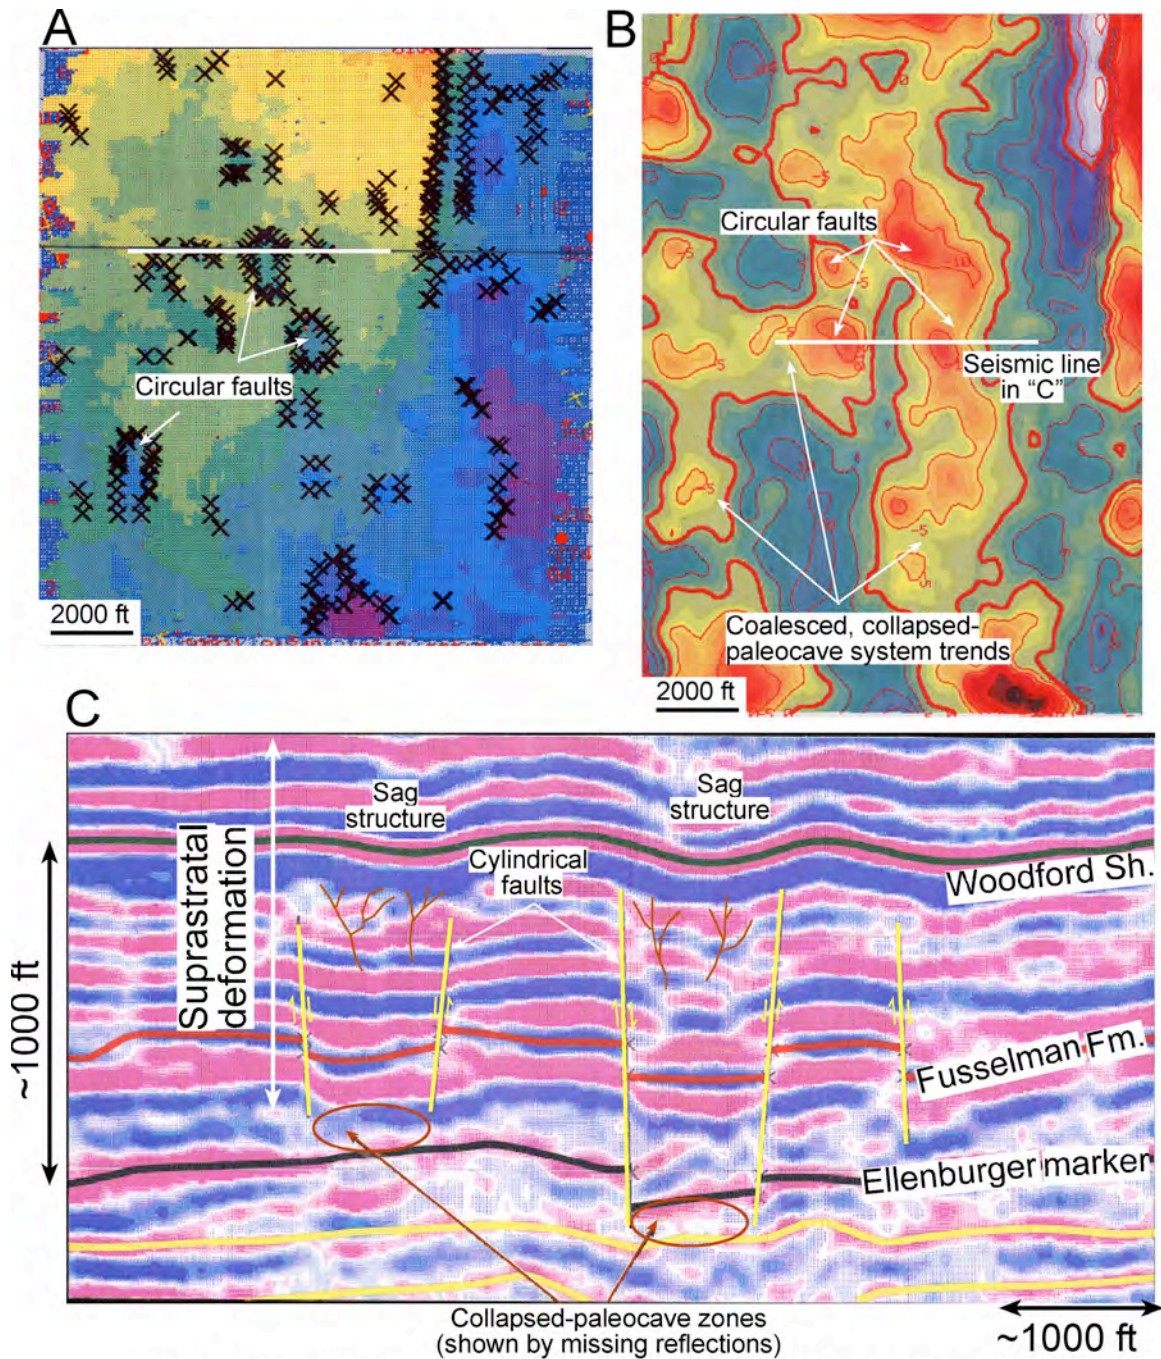 A
Circular faults
2000 ft
B
Circular faults
Seismic line
in "C"
Coalesced, collapsed-
paleocave system trends
2000 ft
C
Sag
structure
Sag
structure
Suprastratal
deformation
Cylindrical
faults
Woodford Sh.
~1000 ft
Fusselman Fm.
Ellenburger marker
Collapsed-paleocave zones
(shown by missing reflections)
~1000 ft